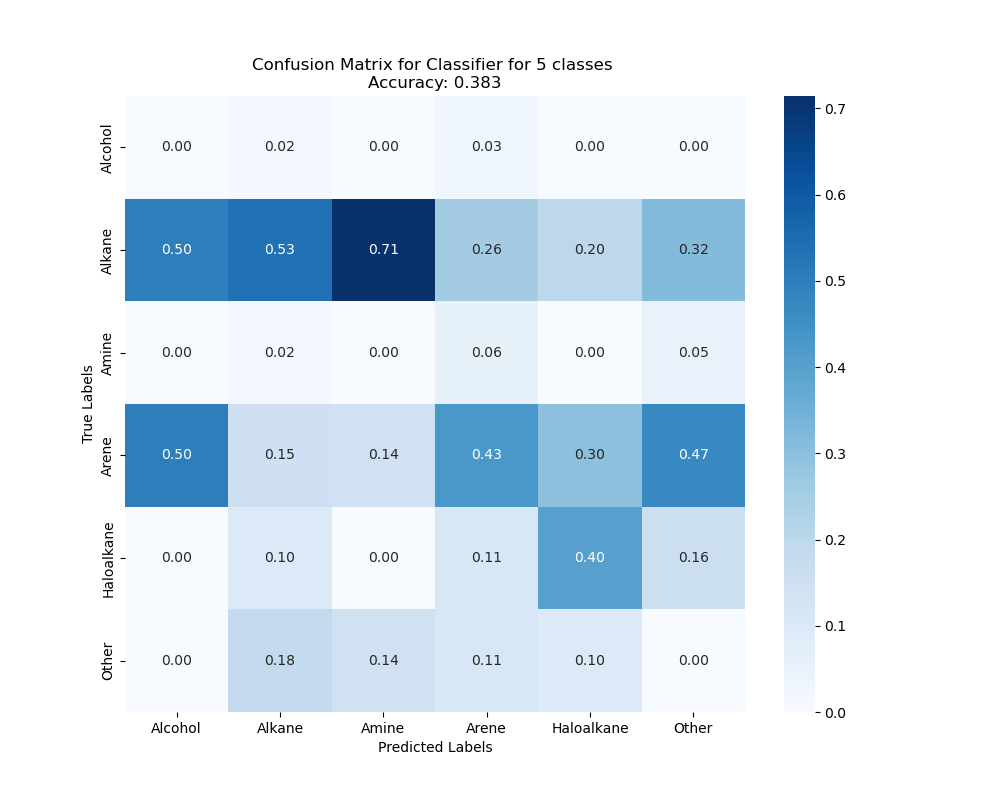 Confusion Matrix for Classifier for 5 classes
Accuracy: 0.383
True Labels
Alcohol 0.00 0.02 0.00 0.03 0.00 0.00
Alkane 0.50 0.53 0.71 0.26 0.20 0.32
Amine 0.00 0.02 0.00 0.06 0.00 0.05
Arene 0.50 0.15 0.14 0.43 0.30 0.47
Haloalkane 0.00 0.10 0.00 0.11 0.40 0.16
Other 0.00 0.18 0.14 0.11 0.10 0.00
Alcohol Alkane Amine Arene Haloalkane Other
Predicted Labels
0.7
0.6
0.5
0.4
0.3
0.2
0.1
0.0